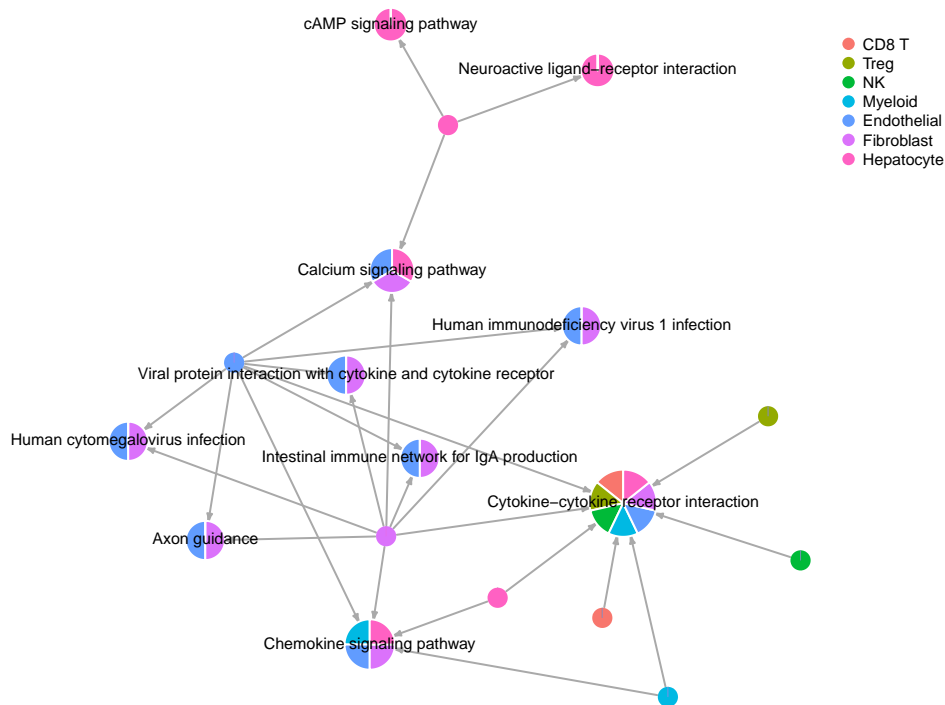 cAMP signaling pathway
Neuroactive ligand−receptor interaction
CD8 T
Treg
NK
Myeloid
Endothelial
Fibroblast
Hepatocyte
Calcium signaling pathway
Human immunodeficiency virus 1 infection
Viral protein interaction with cytokine and cytokine receptor
Human cytomegalovirus infection
Intestinal immune network for IgA production
Cytokine−cytokine receptor interaction
Axon guidance
Chemokine signaling pathway